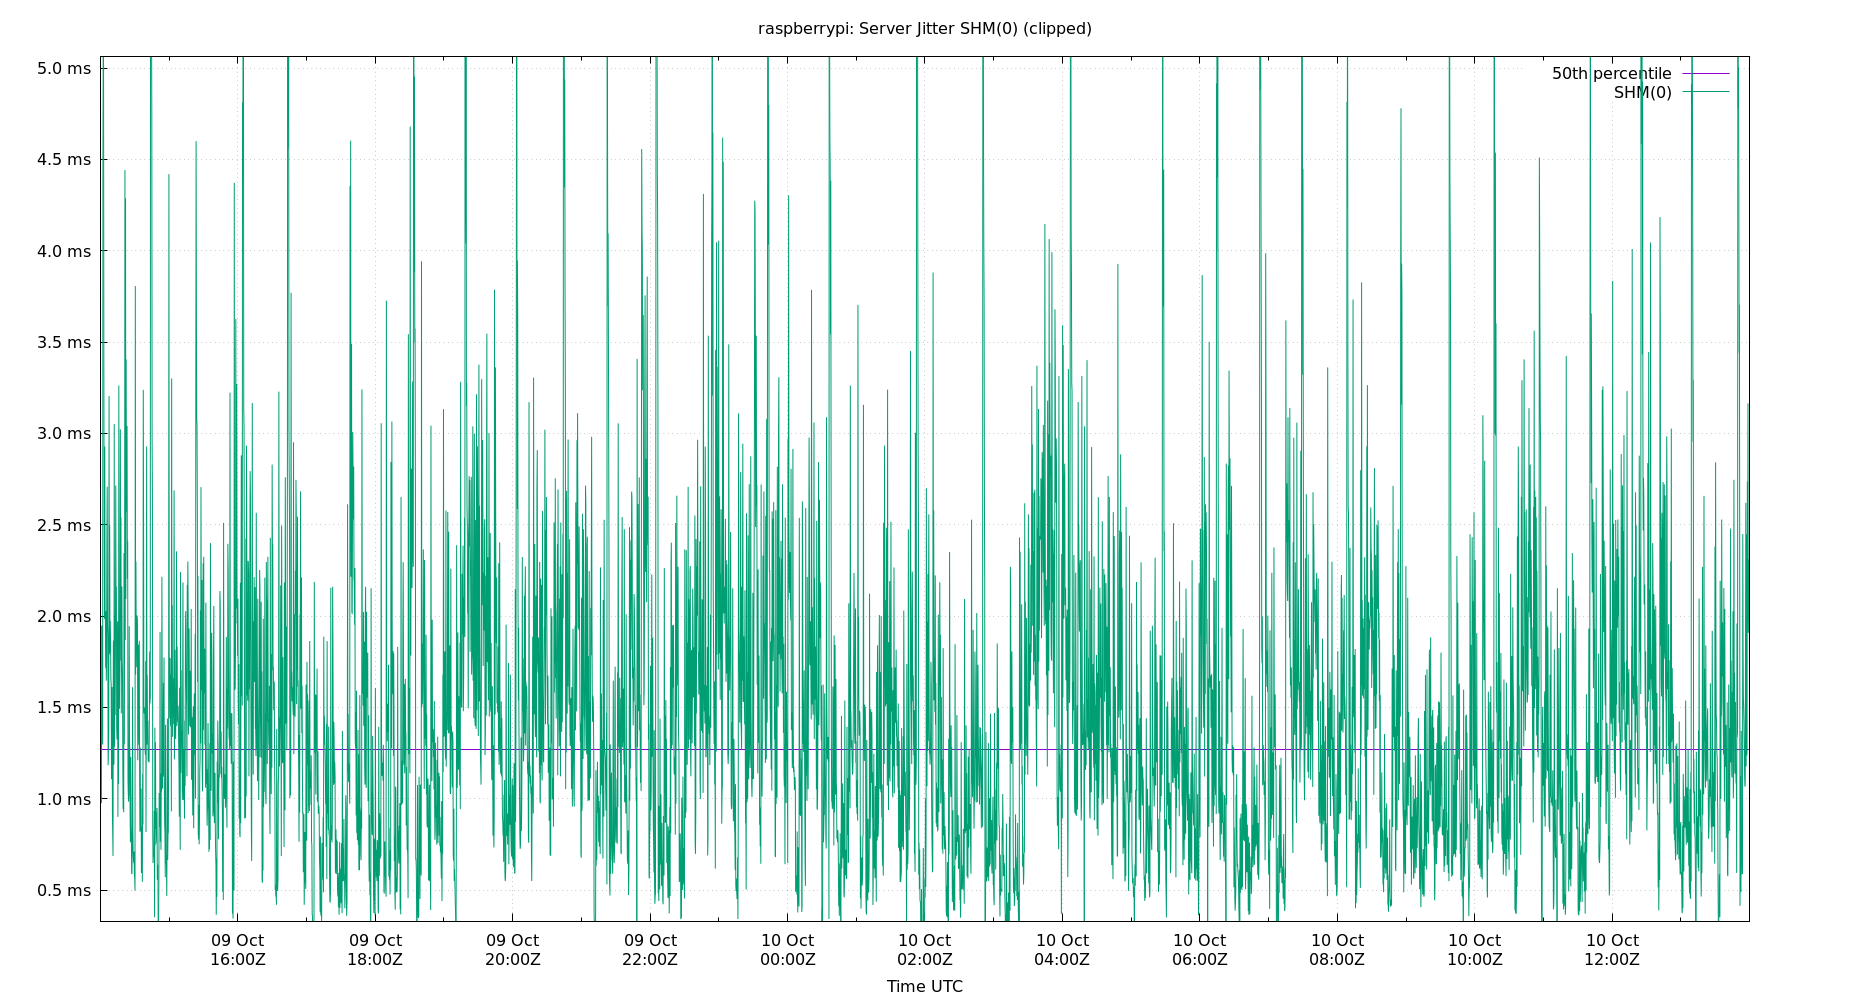 raspberrypi: Server Jitter SHM(0) (clipped)
5.0 ms
50th percentile
SHM(0)
4.5 ms
4.0 ms
3.5 ms
3.0 ms
2.5 ms
2.0 ms
1.5 ms
1.0 ms
0.5 ms
09 Oct 09 Oct 09 Oct 09 Oct 10 Oct 10 Oct 10 Oct 10 Oct 10 Oct 10 Oct 10 Oct
16:00Z 18:00Z 20:00Z 22:00Z 00:00Z 02:00Z 04:00Z 06:00Z 08:00Z 10:00Z 12:00Z
Time UTC